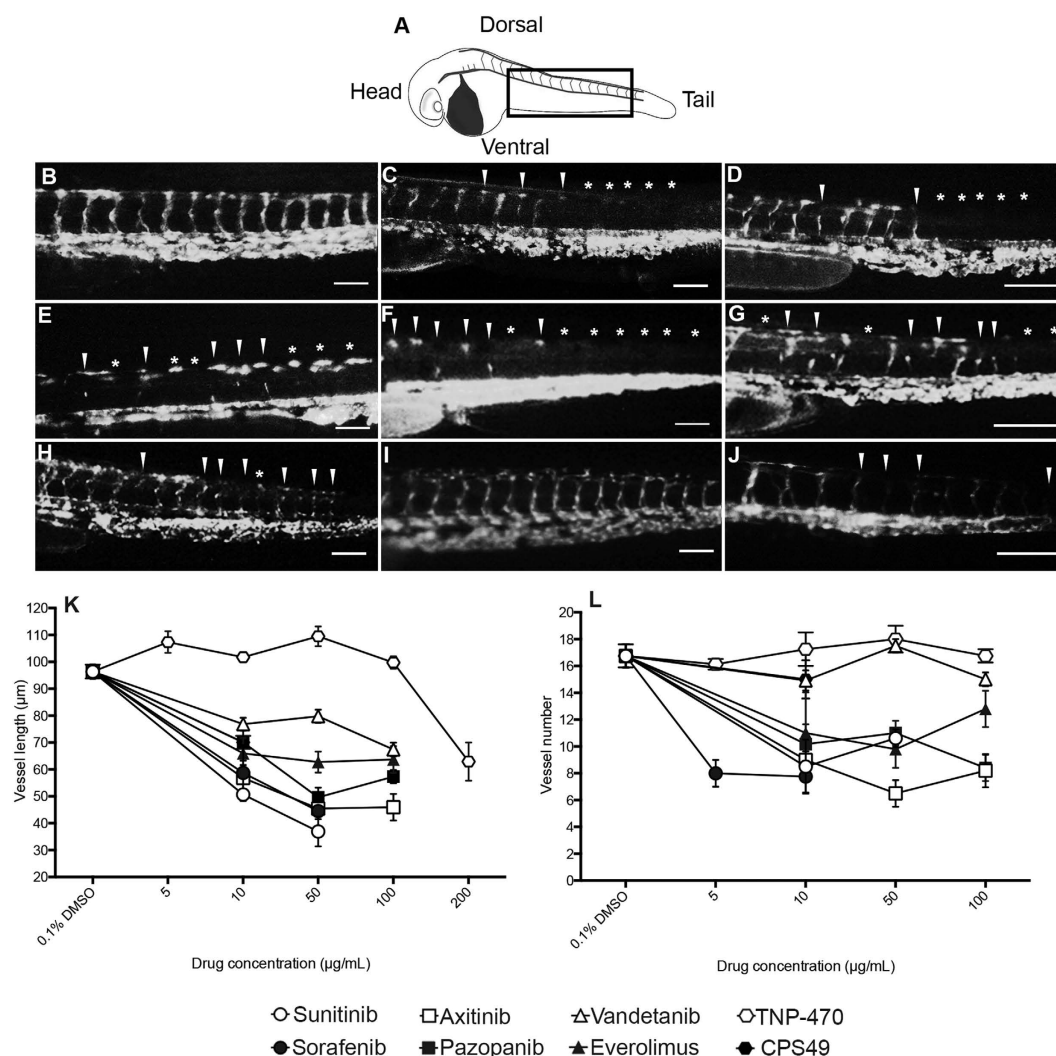 A
Dorsal
Head
Tail
Ventral
B
C
* * * * *
D
* * * * *
E
* * * * * *
F
* * * * * * *
G
* * * *
H
*
I
J
K
120
110
100
90
80
70
60
50
40
30
20
Vessel length (µm)
0.1% DMSO
5
10
50
100
200
Drug concentration (µg/mL)
L
20
18
16
14
12
10
8
6
4
2
0
Vessel number
0.1% DMSO
5
10
50
100
Drug concentration (µg/mL)
Sunitinib
Axitinib
Vandetanib
TNP-470
Sorafenib
Pazopanib
Everolimus
CPS49